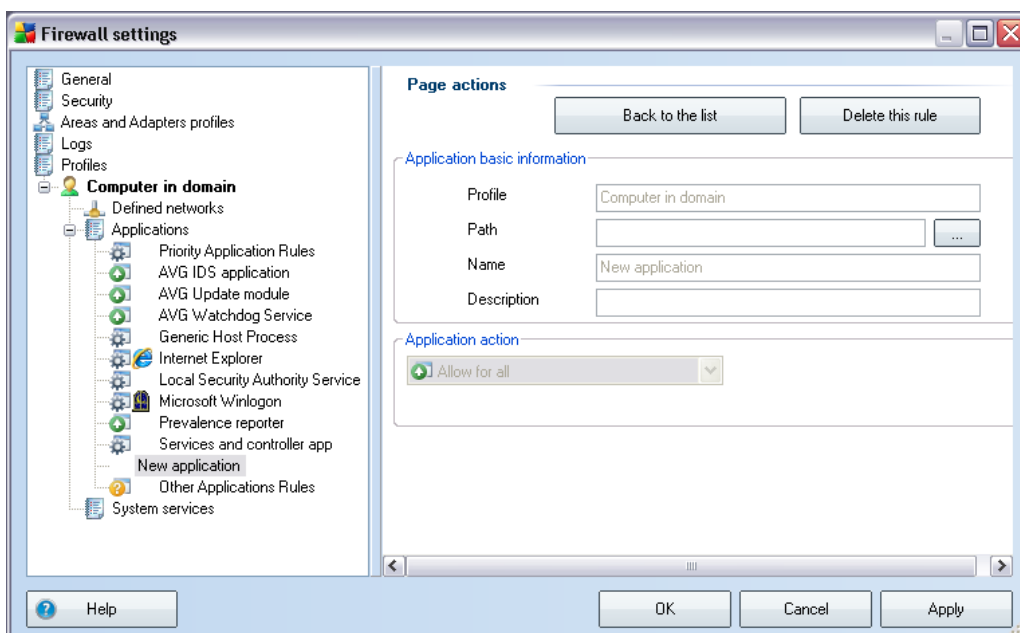 Firewall settings
General
Security
Areas and Adapters profiles
Logs
Profiles
Computer in domain
Defined networks
Applications
Priority Application Rules
AVG IDS application
AVG Update module
AVG Watchdog Service
Generic Host Process
Internet Explorer
Local Security Authority Service
Microsoft Winlogon
Prevalence reporter
Services and controller app
New application
Other Applications Rules
System services
Page actions
Back to the list
Delete this rule
Application basic information
Profile
Computer in domain
Path
...
Name
New application
Description
Application action
Allow for all
Help
OK
Cancel
Apply